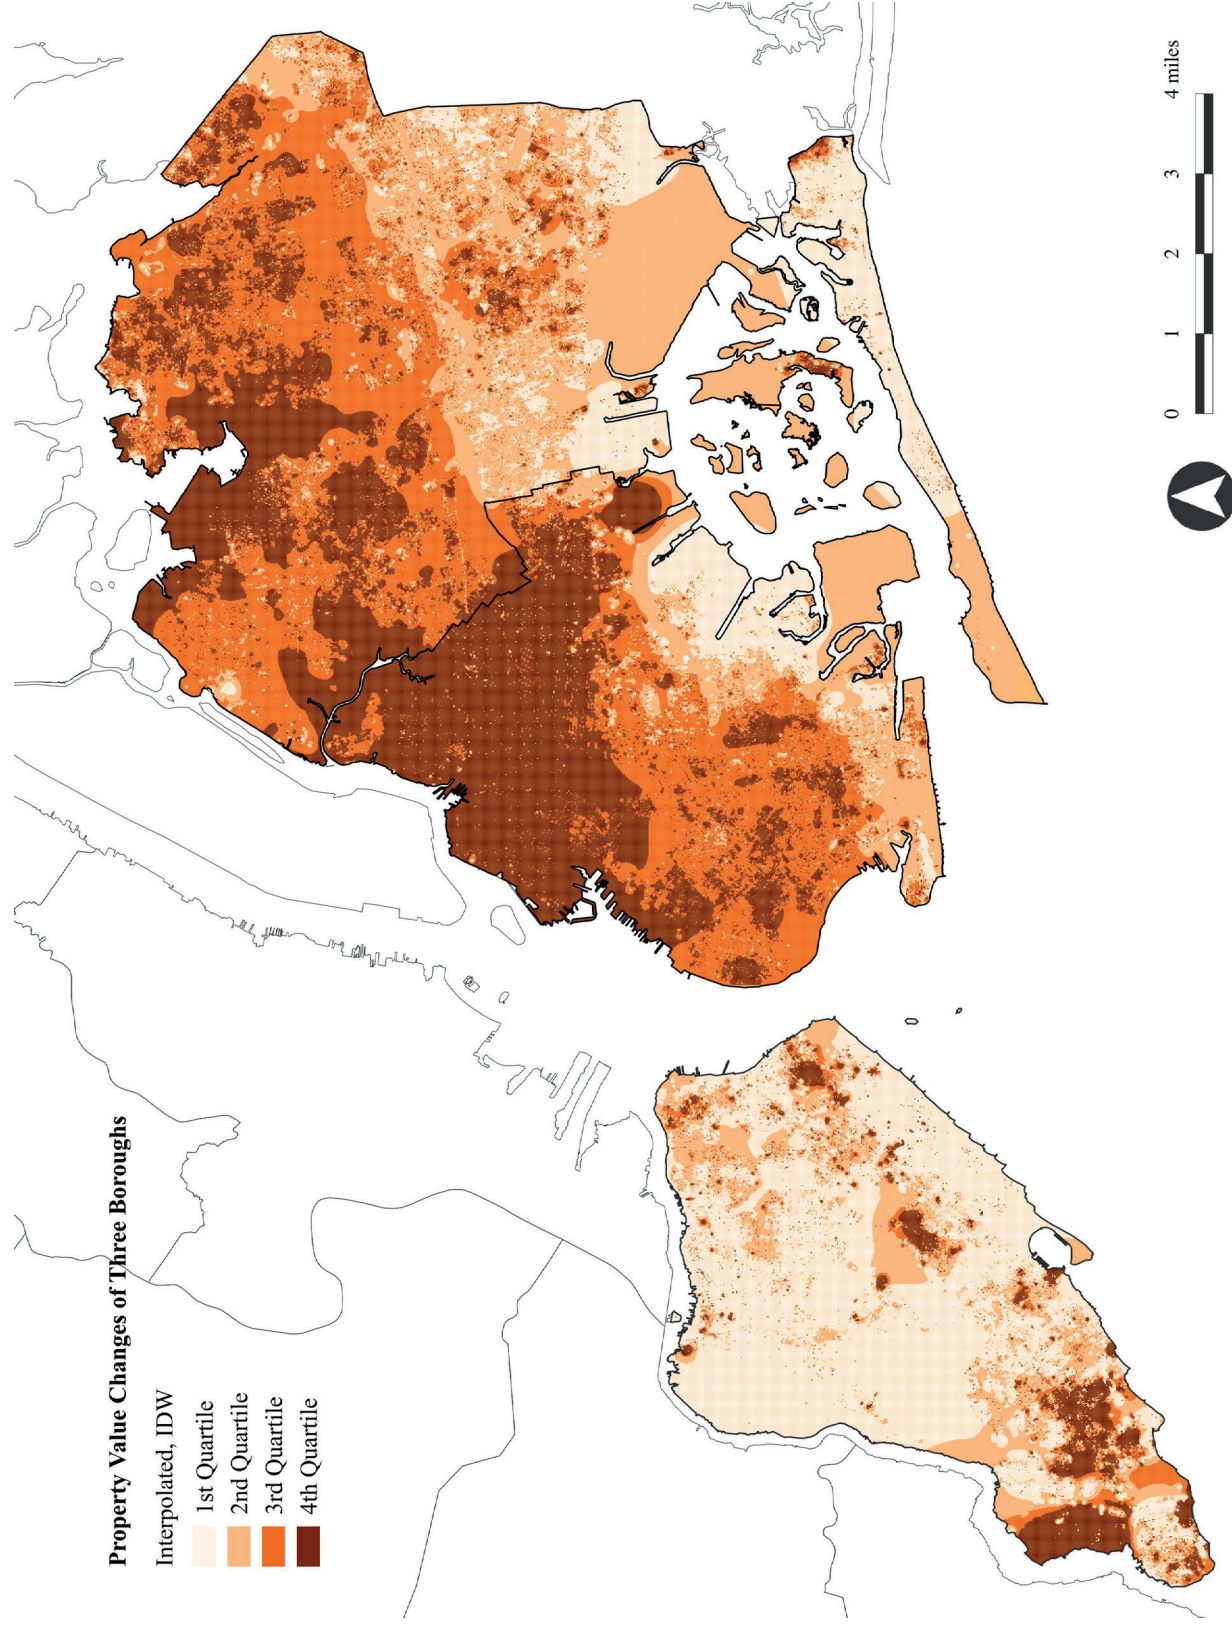 Property Value Changes of Three Boroughs
Interpolated, IDW
1st Quartile
2nd Quartile
3rd Quartile
4th Quartile
0 1 2 3 4 miles